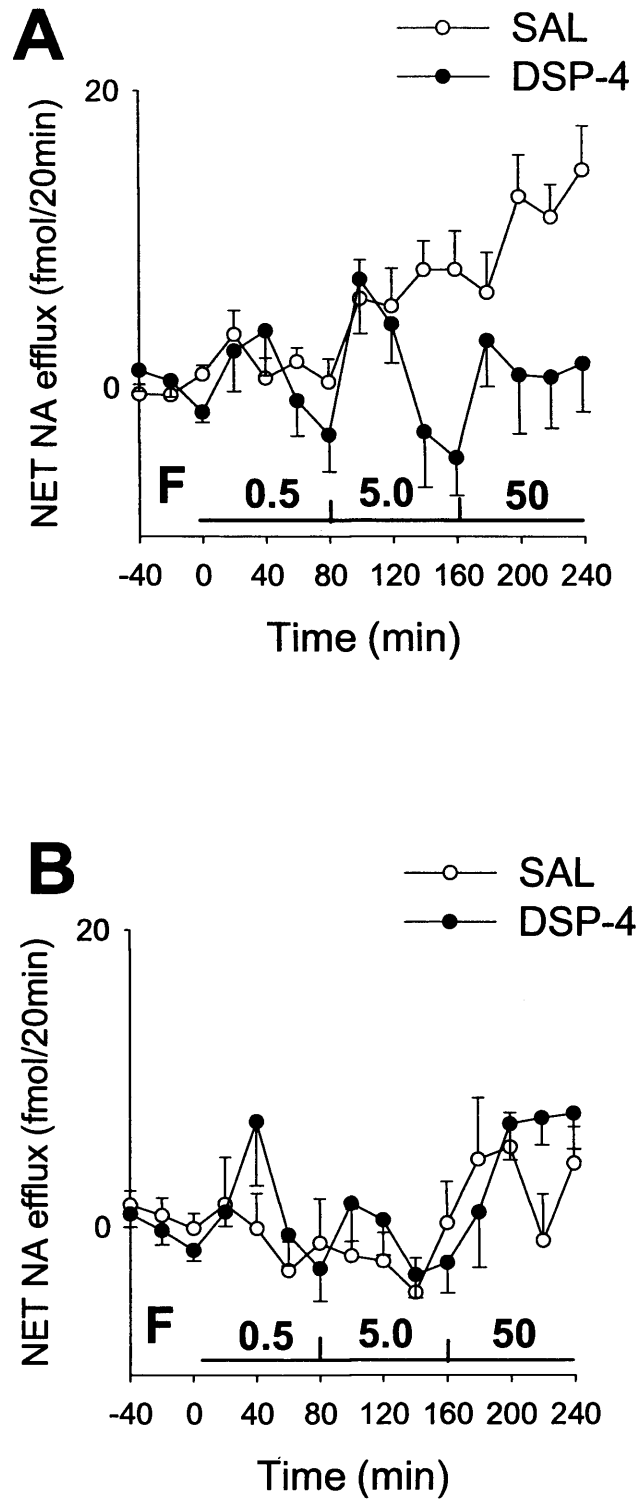 A
SAL
DSP-4
NET NA efflux (fmol/20min)
20
0
F 0.5 5.0 50
-40 0 40 80 120 160 200 240
Time (min)
B
SAL
DSP-4
NET NA efflux (fmol/20min)
20
0
F 0.5 5.0 50
-40 0 40 80 120 160 200 240
Time (min)